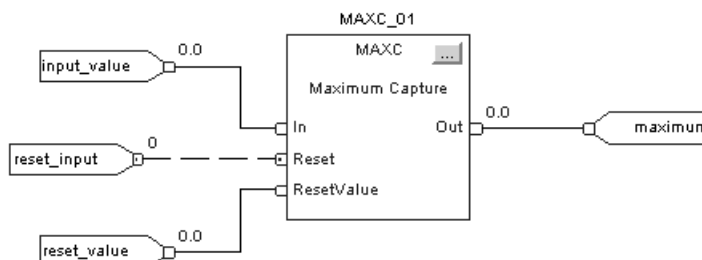 MAXC_01
MAXC
...
Maximum Capture
input_value
0.0
In
Out
0.0
maximum
reset_input
0
Reset
ResetValue
reset_value
0.0